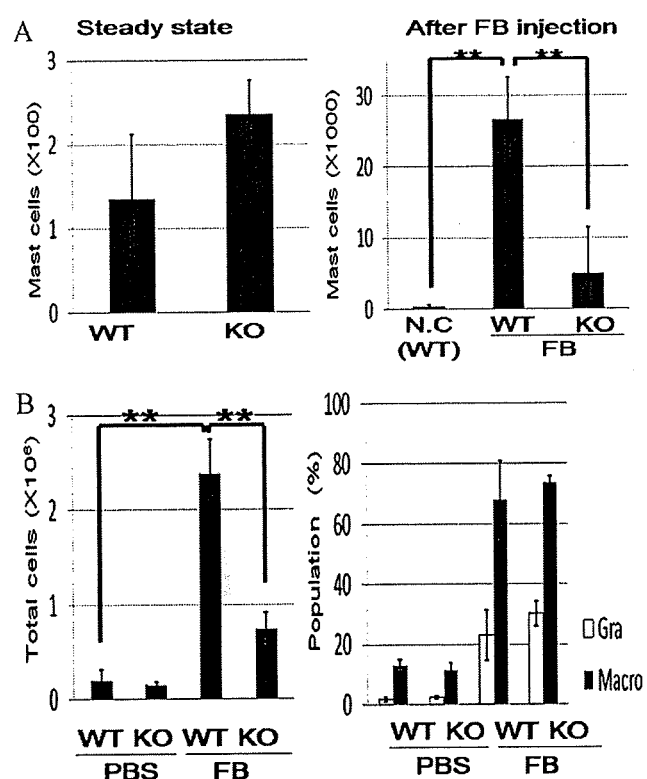 A
Steady state
After FB injection
Mast cells (X100)
3
2
1
0
WT
KO
Mast cells (X1000)
30
20
10
0
**
**
N.C
(WT)
WT
KO
FB
B
Total cells (X10⁶)
3
2
1
0
**
**
WT KO WT KO
PBS
FB
Population (%)
100
80
60
40
20
0
Gra
Macro
WT KO WT KO
PBS
FB